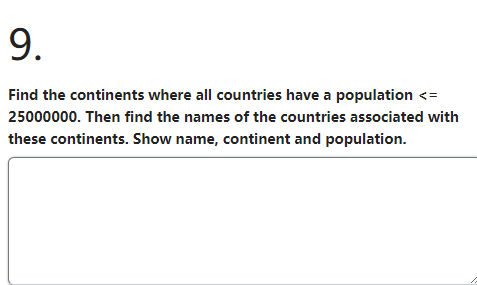 9.
Find the continents where all countries have a population <=
25000000. Then find the names of the countries associated with
these continents. Show name, continent and population.